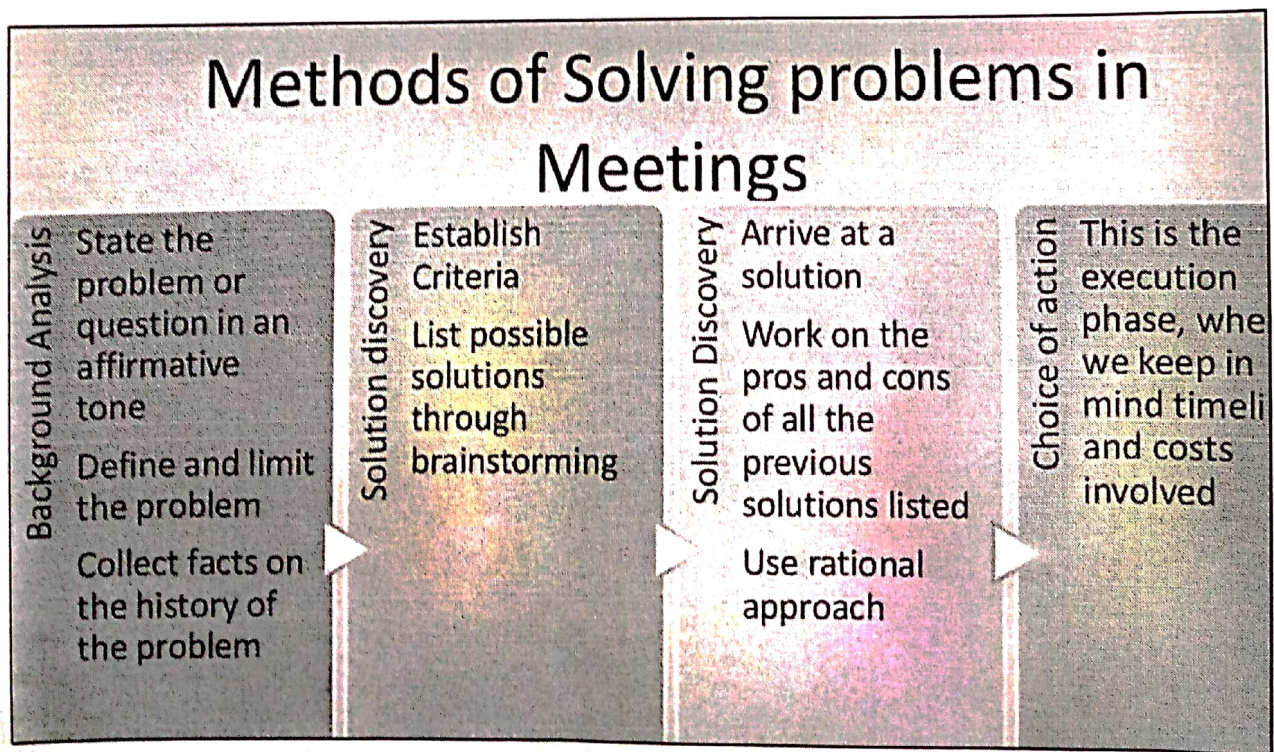 Methods of Solving problems in
Meetings
Background Analysis
State the
problem or
question in an
affirmative
tone
Define and limit
the problem
Collect facts on
the history of
the problem
Solution discovery
Establish
Criteria
List possible
solutions
through
brainstorming
Solution Discovery
Arrive at a
solution
Work on the
pros and cons
of all the
previous
solutions listed
Use rational
approach
Choice of action
This is the
execution
phase, whe
we keep in
mind timeli
and costs
involved